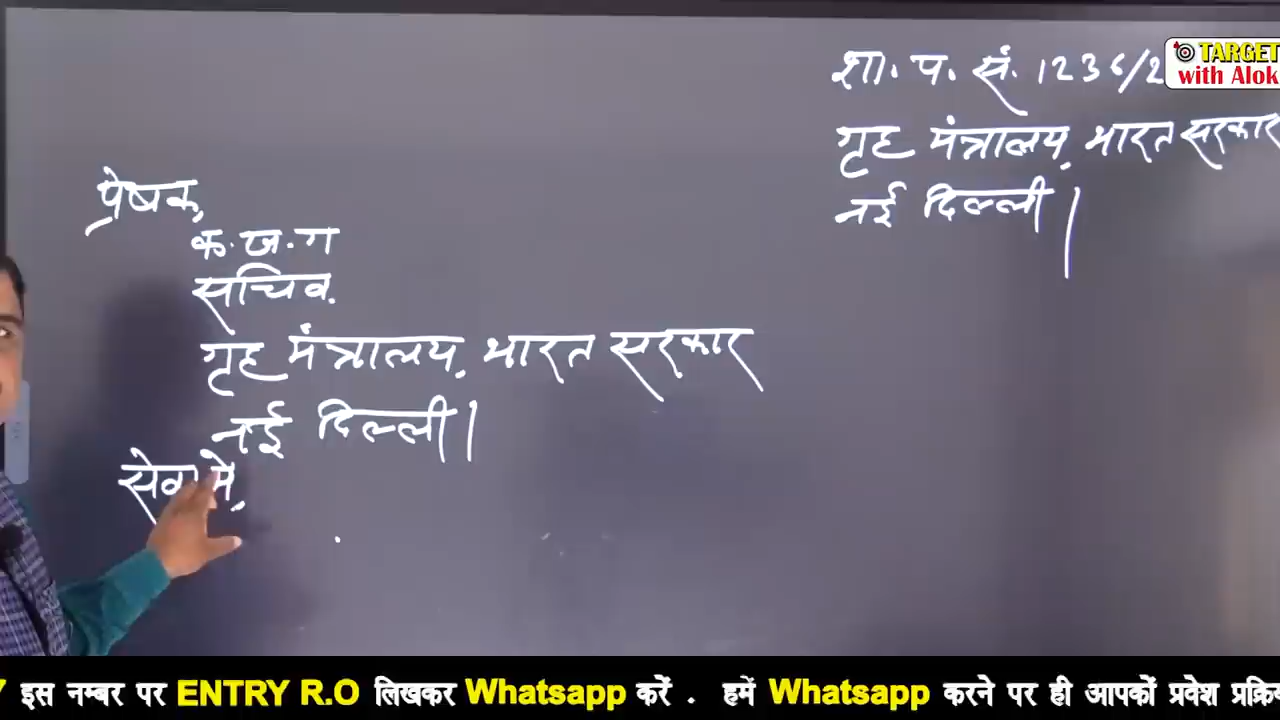 शा. प. सं. 1236/2
गृह मंत्रालय, भारत सरकार
नई दिल्ली|
TARGET
with Alok
प्रेषक,
क. ख. ग
सचिव.
गृह मंत्रालय, भारत सरकार
नई दिल्ली|
सेवा में,
इस नम्बर पर ENTRY R.O लिखकर Whatsapp करें . हमें Whatsapp करने पर ही आपकों प्रवेश